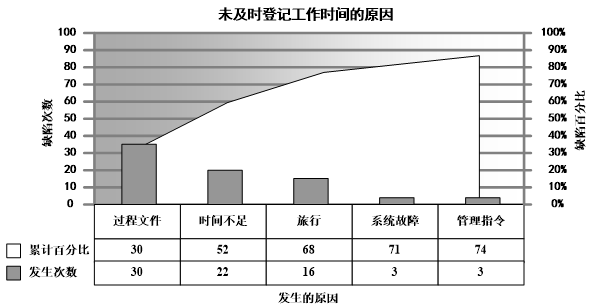 未及时登记工作时间的原因
100 100%
90 90%
80 80%
70 70%
60 60%
50 50%
40 40%
30 30%
20 20%
10 10%
0 0%
缺陷次数
缺陷百分比
过程文件 时间不足 旅行 系统故障 管理指令
累计百分比 30 52 68 71 74
发生次数 30 22 16 3 3
发生的原因